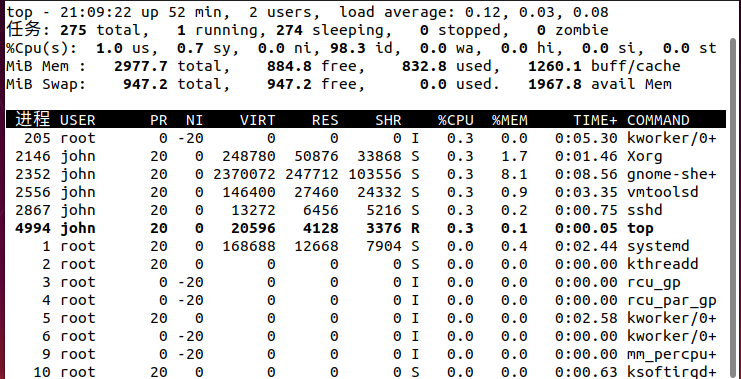 top - 21:09:22 up 52 min,  2 users,  load average: 0.12, 0.03, 0.08
任务: 275 total,   1 running, 274 sleeping,   0 stopped,   0 zombie
%Cpu(s):  1.0 us,  0.7 sy,  0.0 ni, 98.3 id,  0.0 wa,  0.0 hi,  0.0 si,  0.0 st
MiB Mem :   2977.7 total,    884.8 free,    832.8 used,   1260.1 buff/cache
MiB Swap:    947.2 total,    947.2 free,      0.0 used.   1967.8 avail Mem
进程 USER      PR  NI    VIRT    RES    SHR   %CPU  %MEM     TIME+ COMMAND
205 root       0 -20       0      0      0 I   0.3   0.0   0:05.30 kworker/0+
2146 john      20   0  248780  50876  33868 S   0.3   1.7   0:01.46 Xorg
2352 john      20   0 2370072 247712 103556 S   0.3   8.1   0:08.56 gnome-she+
2556 john      20   0  146400  27460  24332 S   0.3   0.9   0:03.35 vmtoolsd
2867 john      20   0   13272   6456   5216 S   0.3   0.2   0:00.75 sshd
4994 john      20   0   20596   4128   3376 R   0.3   0.1   0:00.05 top
1 root      20   0  168688  12668   7904 S   0.0   0.4   0:02.44 systemd
2 root      20   0       0      0      0 S   0.0   0.0   0:00.00 kthreadd
3 root       0 -20       0      0      0 I   0.0   0.0   0:00.00 rcu_gp
4 root       0 -20       0      0      0 I   0.0   0.0   0:00.00 rcu_par_gp
5 root      20   0       0      0      0 I   0.0   0.0   0:02.58 kworker/0+
6 root       0 -20       0      0      0 I   0.0   0.0   0:00.00 kworker/0+
9 root       0 -20       0      0      0 I   0.0   0.0   0:00.00 mm_percpu+
10 root      20   0       0      0      0 S   0.0   0.0   0:00.63 ksoftirqd+